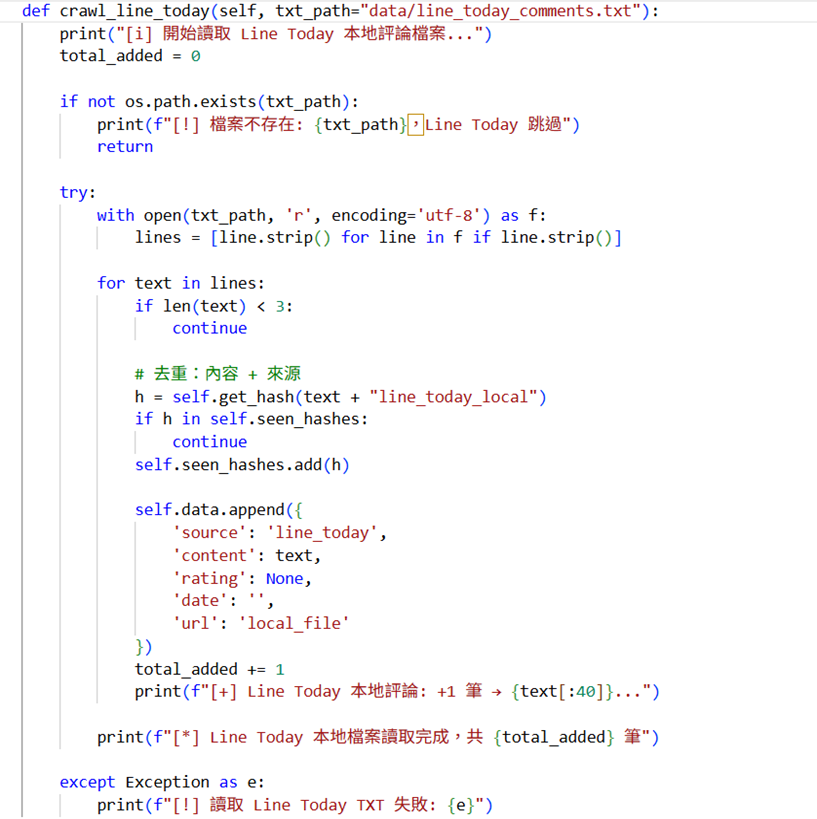 def crawl_line_today(self, txt_path="data/line_today_comments.txt"):
    print("[i] 開始讀取 Line Today 本地評論檔案...")
    total_added = 0
    if not os.path.exists(txt_path):
        print(f"[!] 檔案不存在: {txt_path}，Line Today 跳過")
        return
    try:
        with open(txt_path, 'r', encoding='utf-8') as f:
            lines = [line.strip() for line in f if line.strip()]
        for text in lines:
            if len(text) < 3:
                continue
            # 去重：內容 + 來源
            h = self.get_hash(text + "line_today_local")
            if h in self.seen_hashes:
                continue
            self.seen_hashes.add(h)
            self.data.append({
                'source': 'line_today',
                'content': text,
                'rating': None,
                'date': '',
                'url': 'local_file'
            })
            total_added += 1
            print(f"[+] Line Today 本地評論: +1 筆 → {text[:40]}...")
        print(f"[*] Line Today 本地檔案讀取完成，共 {total_added} 筆")
    except Exception as e:
        print(f"[!] 讀取 Line Today TXT 失敗: {e}")